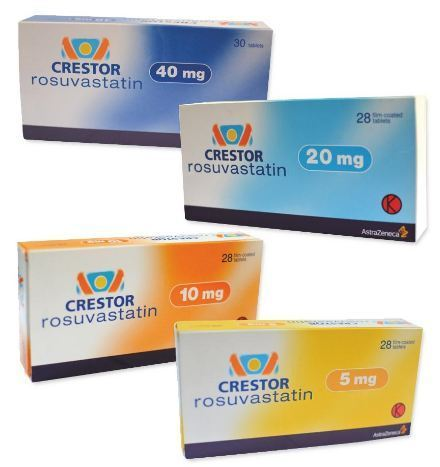 30 tablets
CRESTOR
40 mg
rosuvastatin
28 film-coated
tablets
CRESTOR
20 mg
rosuvastatin
K
AstraZeneca
28 film-coated
tablets
CRESTOR
10 mg
rosuvastatin
28 film-coated
tablets
CRESTOR
5 mg
rosuvastatin
K
AstraZeneca